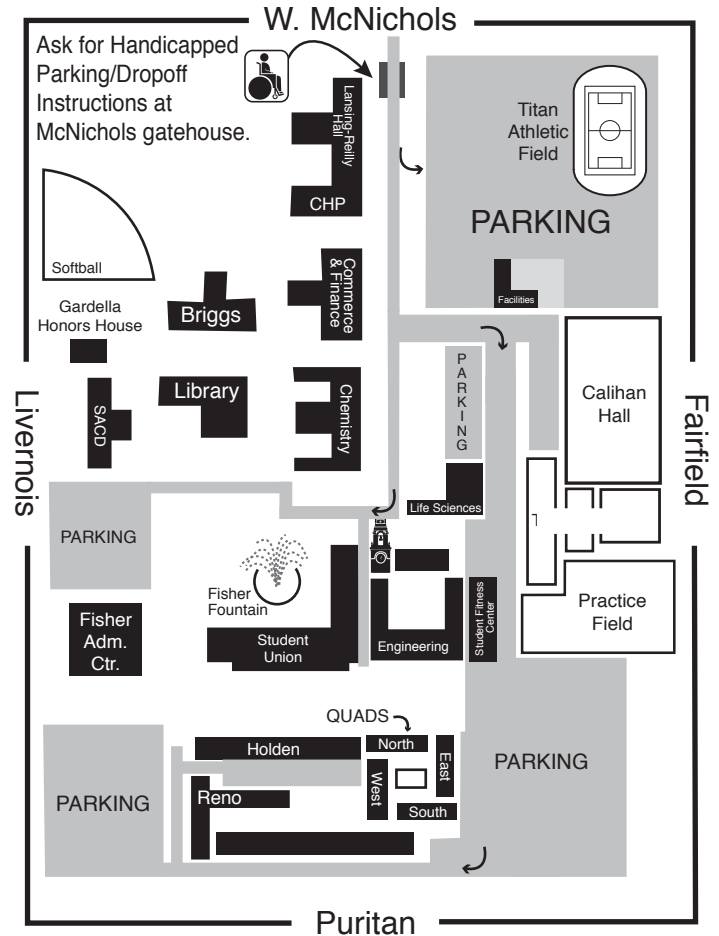 W. McNichols
Ask for Handicapped
Parking/Dropoff
Instructions at
McNichols gatehouse.
Lansing-Reilly
Hall
CHP
Titan
Athletic
Field
PARKING
Facilities
Softball
Gardella
Honors House
Briggs
Commerce
& Finance
PARKING
Calihan
Hall
Livernois
Fairfield
SACD
Library
Chemistry
Life Sciences
PARKING
Fisher
Fountain
Fisher
Adm.
Ctr.
Student
Union
Engineering
Student Fitness
Center
Practice
Field
QUADS
Holden
North
East
West
South
Reno
PARKING
PARKING
Puritan